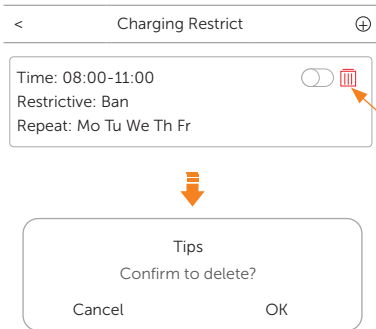 < Charging Restrict
Time: 08:00-11:00
Restrictive: Ban
Repeat: Mo Tu We Th Fr
Tips
Confirm to delete?
Cancel OK